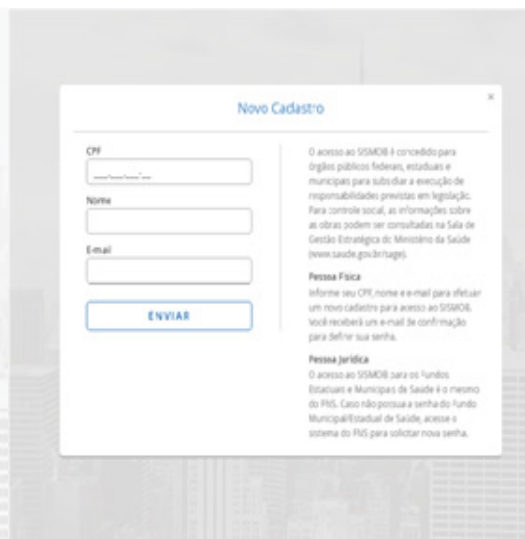 ×
Novo Cadastro
CPF
___.___.___-__
Nome
E-mail
ENVIAR
O acesso ao SISMOB é concedido para
órgãos públicos federais, estaduais e
municipais para subsidiar a execução de
responsabilidades previstas em legislação.
Para controle social, as informações sobre
as obras podem ser consultadas na Sala de
Gestão Estratégica do Ministério da Saúde
(www.saude.gov.br/sage).
Pessoa Física
Informe seu CPF, nome e e-mail para efetuar
um novo cadastro para acesso ao SISMOB.
Você receberá um e-mail de confirmação
para definir sua senha.
Pessoa Jurídica
O acesso ao SISMOB para os Fundos
Estaduais e Municipais de Saúde é o mesmo
do FNS. Caso não possua a senha do Fundo
Municipal/Estadual de Saúde, acesse o
sistema do FNS para solicitar nova senha.